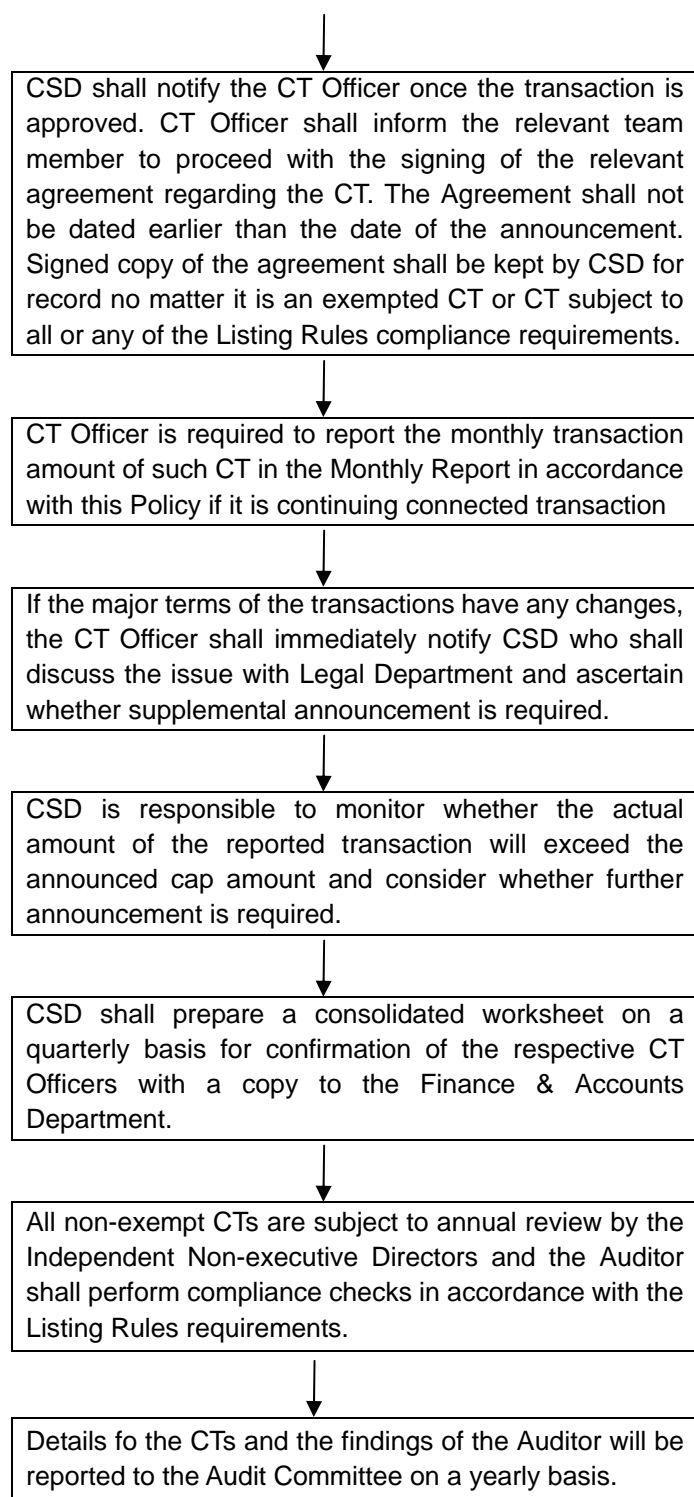 CSD shall notify the CT Officer once the transaction is
approved. CT Officer shall inform the relevant team
member to proceed with the signing of the relevant
agreement regarding the CT. The Agreement shall not
be dated earlier than the date of the announcement.
Signed copy of the agreement shall be kept by CSD for
record no matter it is an exempted CT or CT subject to
all or any of the Listing Rules compliance requirements.
CT Officer is required to report the monthly transaction
amount of such CT in the Monthly Report in accordance
with this Policy if it is continuing connected transaction
If the major terms of the transactions have any changes,
the CT Officer shall immediately notify CSD who shall
discuss the issue with Legal Department and ascertain
whether supplemental announcement is required.
CSD is responsible to monitor whether the actual
amount of the reported transaction will exceed the
announced cap amount and consider whether further
announcement is required.
CSD shall prepare a consolidated worksheet on a
quarterly basis for confirmation of the respective CT
Officers with a copy to the Finance & Accounts
Department.
All non-exempt CTs are subject to annual review by the
Independent Non-executive Directors and the Auditor
shall perform compliance checks in accordance with the
Listing Rules requirements.
Details fo the CTs and the findings of the Auditor will be
reported to the Audit Committee on a yearly basis.